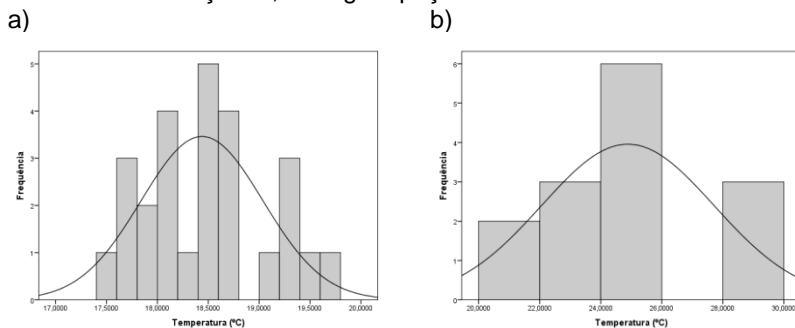 a)
b)
5
4
3
2
1
0
Frequência
17,0000 17,5000 18,0000 18,5000 19,0000 19,5000 20,0000
Temperatura (ºC)
6
5
4
3
2
1
0
Frequência
20,0000 22,0000 24,0000 26,0000 28,0000 30,0000
Temperatura (ºC)